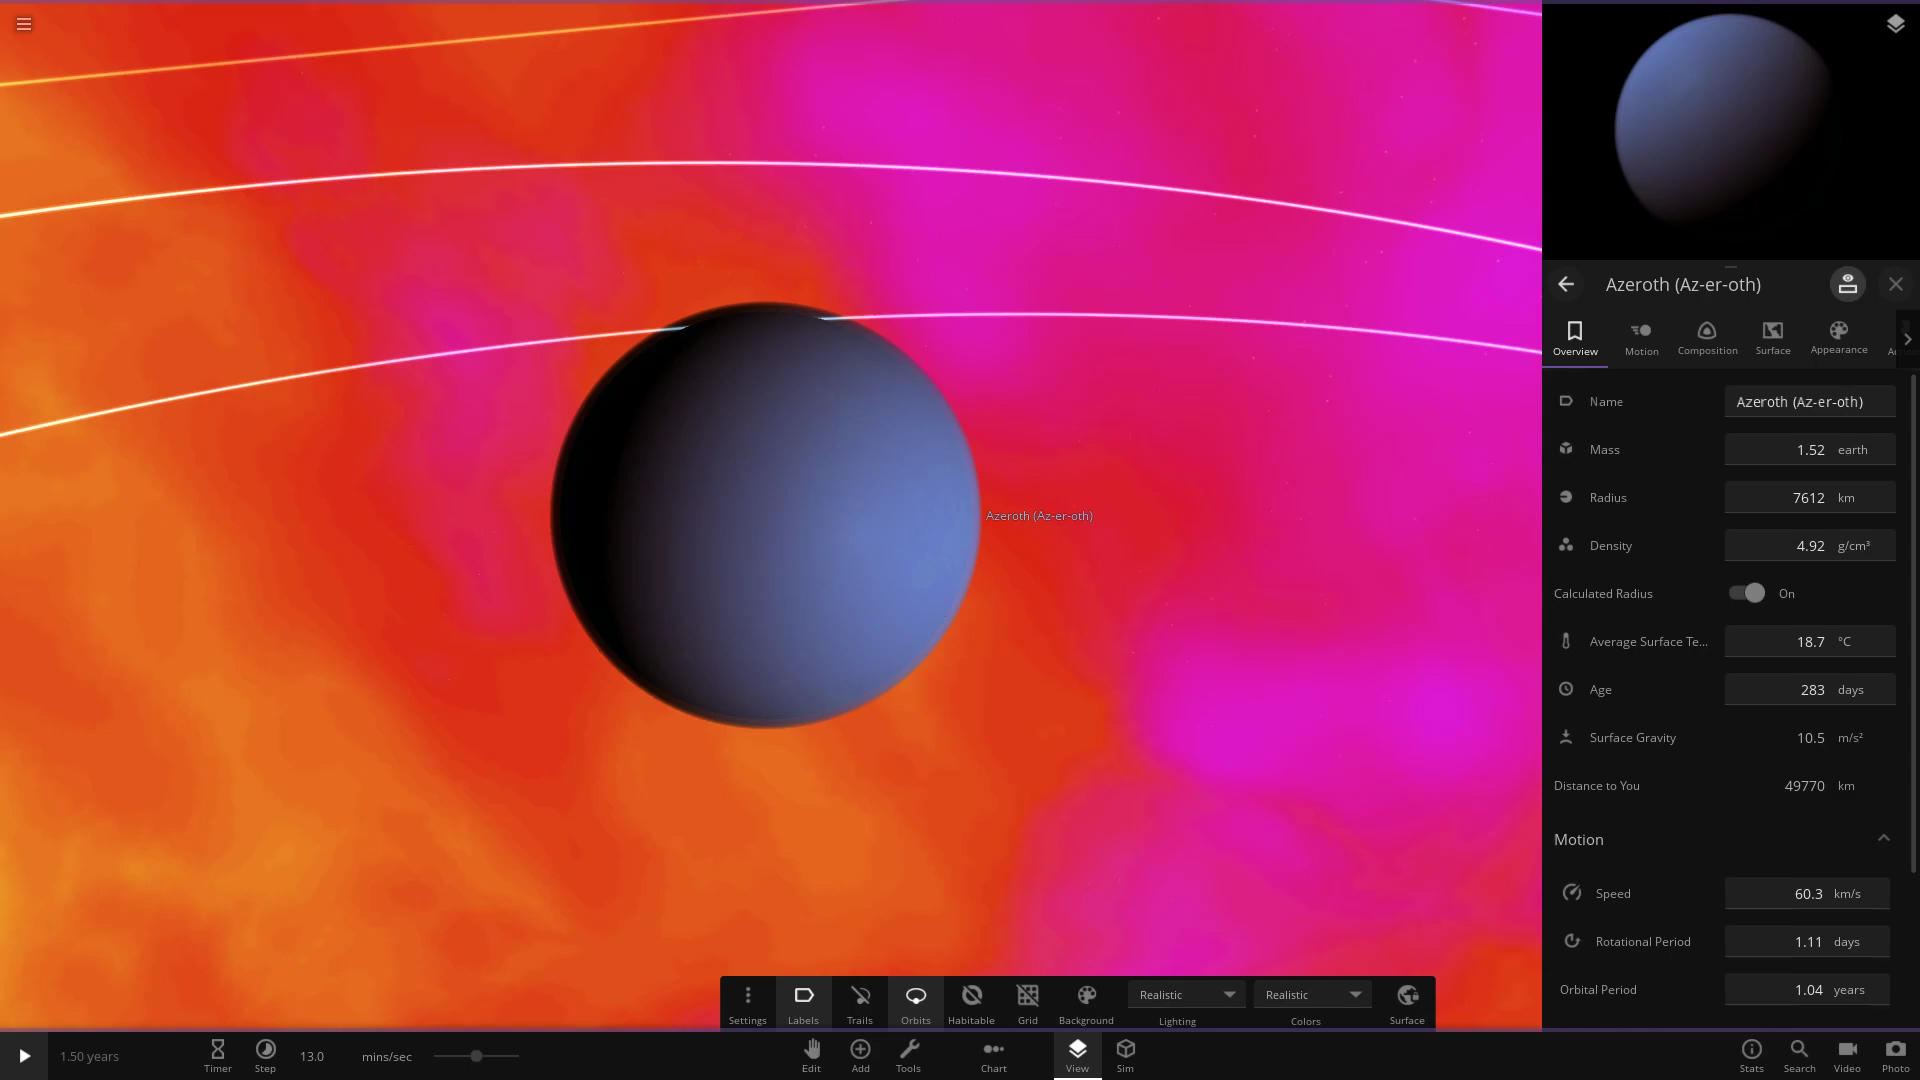 Azeroth (Az-er-oth)
Azeroth (Az-er-oth)
Overview
Motion
Composition
Surface
Appearance
Name Azeroth (Az-er-oth)
Mass 1.52 earth
Radius 7612 km
Density 4.92 g/cm³
Calculated Radius On
Average Surface Te... 18.7 °C
Age 283 days
Surface Gravity 10.5 m/s²
Distance to You 49770 km
Motion
Speed 60.3 km/s
Rotational Period 1.11 days
Orbital Period 1.04 years
Realistic Realistic
Settings Labels Trails Orbits Habitable Grid Background Lighting Colors Surface
1.50 years 13.0 mins/sec
Timer Step Edit Add Tools Chart View Sim Stats Search Video Photo